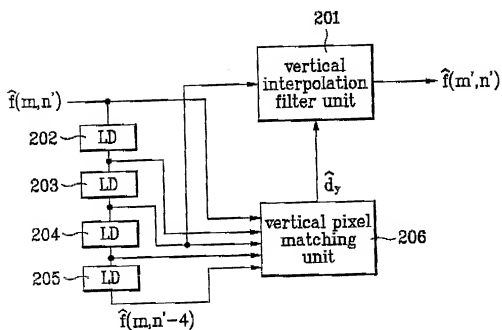 201
vertical
interpolation
filter unit
f̂(m',n')
f̂(m,n')
202
LD
203
LD
204
LD
205
LD
d̂y
vertical pixel
matching
unit
206
f̂(m,n'-4)